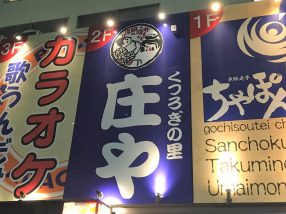 3F
カラオケ
歌うんだ
2F
くつろぎの里
庄や
1F
ちゃぽん
gochisoutei ch
Sanchoku
Takumino
Umaimon